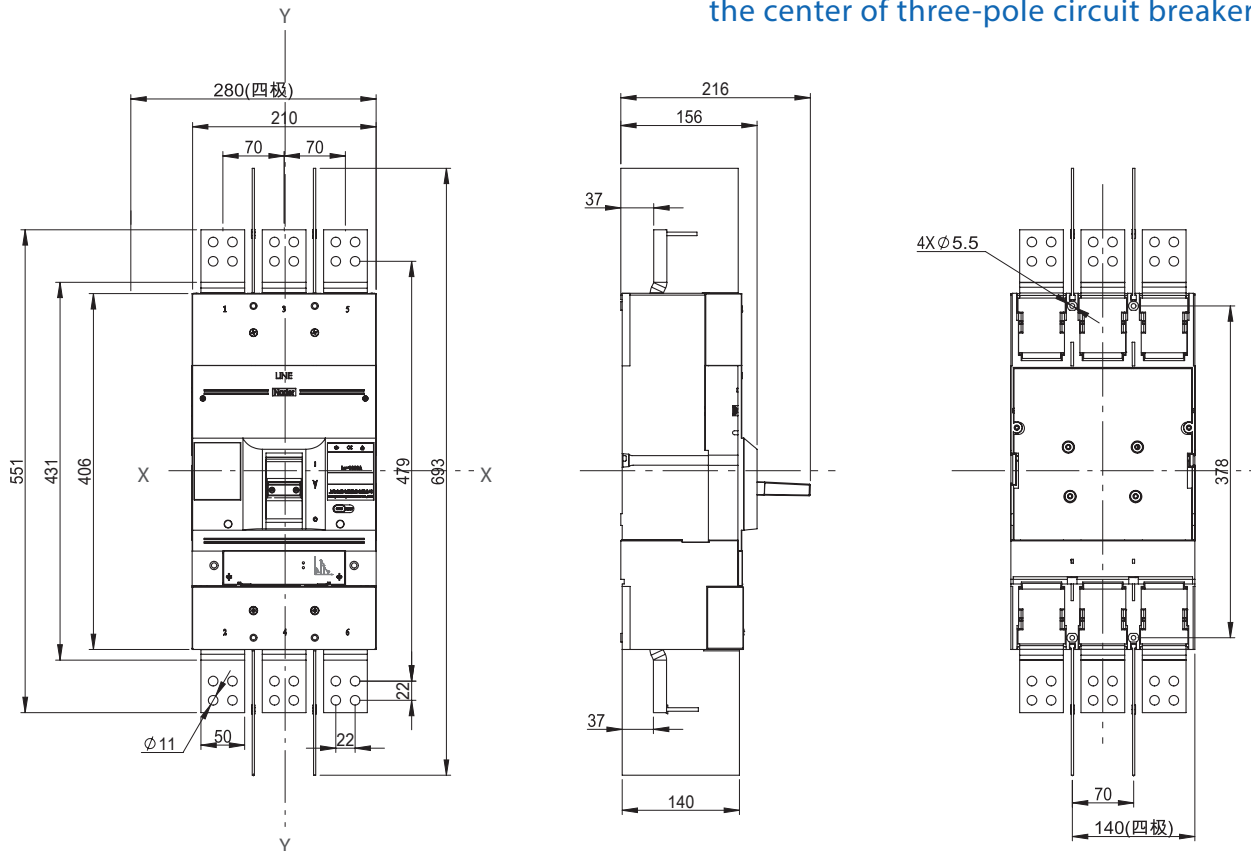 the center of three-pole circuit breaker
Y
280(四极)
210
70
70
551
431
406
X
X
479
693
1
3
5
LINE
2
4
6
22
22
50
Φ11
Y
216
156
37
37
140
4XΦ5.5
378
70
140(四极)